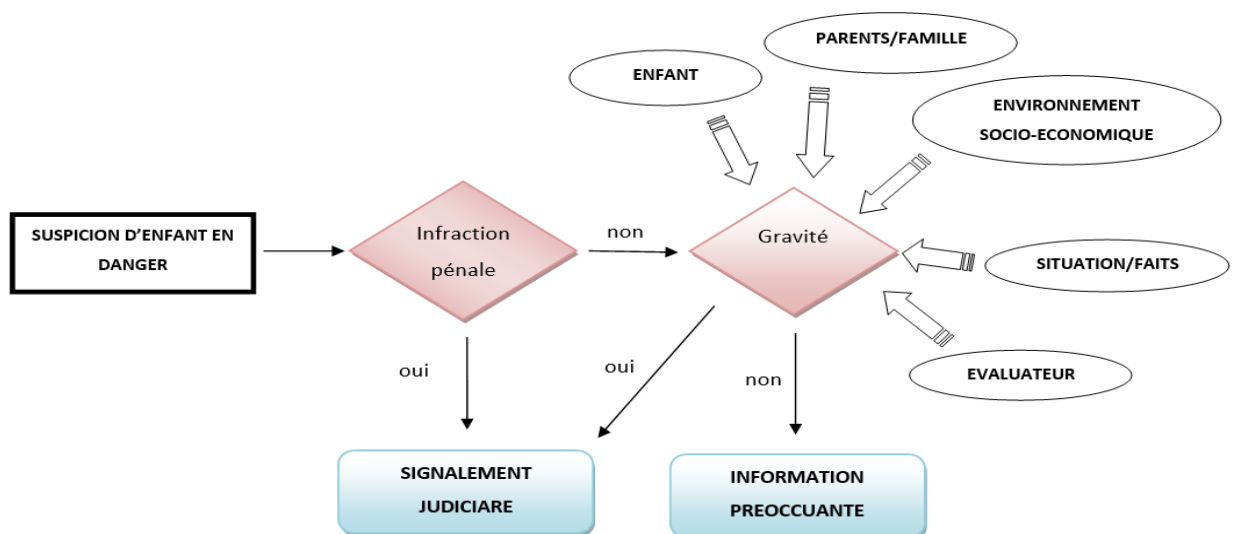 PARENTS/FAMILLE
ENFANT
ENVIRONNEMENT
SOCIO-ECONOMIQUE
SUSPICION D’ENFANT EN
DANGER
Infraction
pénale
non
Gravité
SITUATION/FAITS
oui
oui
non
EVALUATEUR
SIGNALEMENT
JUDICIARE
INFORMATION
PREOCCUANTE